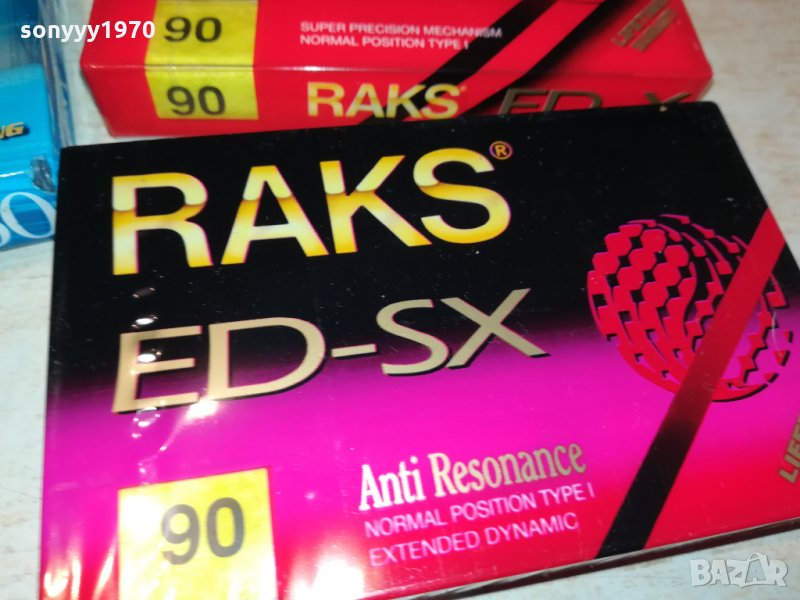 sonyyy1970
90
SUPER PRECISION MECHANISM
NORMAL POSITION TYPE I
90
RAKS
RAKS®
ED-SX
Anti Resonance
NORMAL POSITION TYPE I
EXTENDED DYNAMIC
90
BAZAR